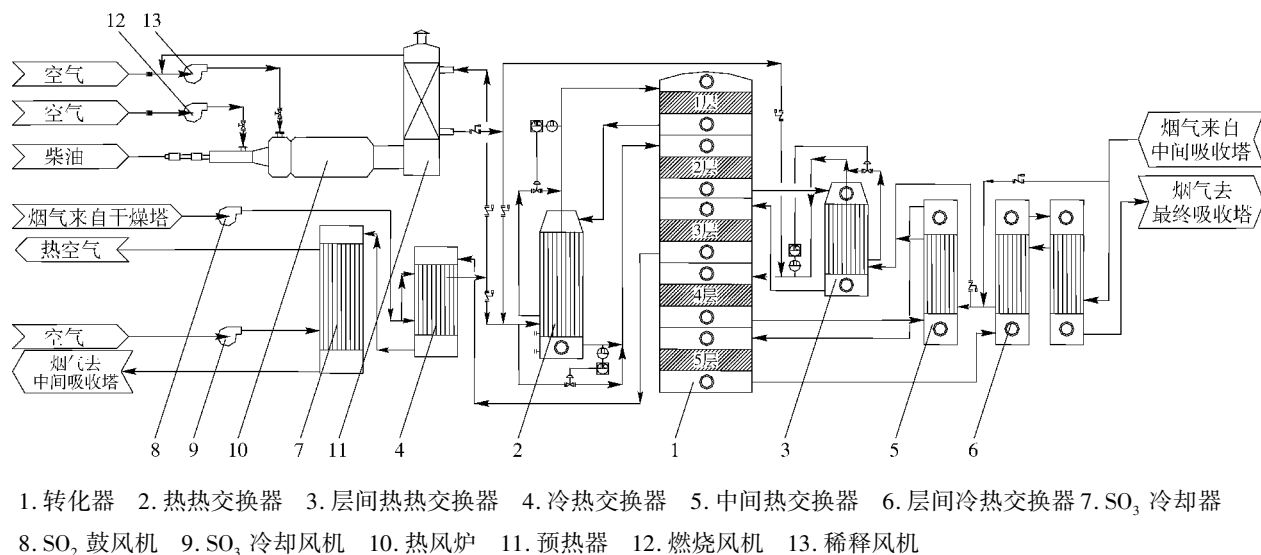 12 13
空气
空气
柴油
烟气来自干燥塔
热空气
空气
烟气去
中间吸收塔
1层
2层
3层
4层
5层
烟气来自
中间吸收塔
烟气去
最终吸收塔
8 9 10 7 11 4 2 1 3 5 6
1. 转化器 2. 热热交换器 3. 层间热热交换器 4. 冷热交换器 5. 中间热交换器 6. 层间冷热交换器 7. SO₃ 冷却器
8. SO₂ 鼓风机 9. SO₃ 冷却风机 10. 热风炉 11. 预热器 12. 燃烧风机 13. 稀释风机